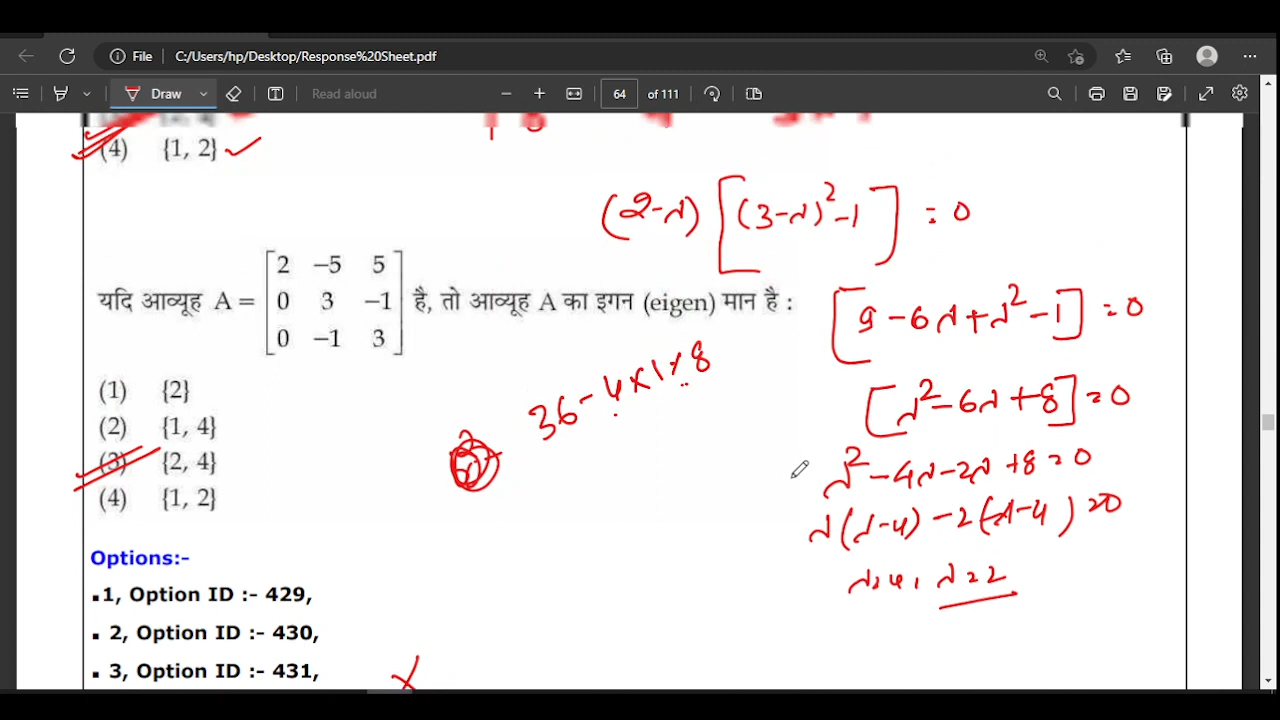 File C:/Users/hp/Desktop/Response%20Sheet.pdf
Draw Read aloud 64 of 111
(4) {1, 2}
(2-λ) [(3-λ)² -1] = 0
यदि आव्यूह A = [2 −5 5
0 3 −1
0 −1 3] है, तो आव्यूह A का इगन (eigen) मान है :
[9 - 6λ + λ² - 1] = 0
36 - 4×1×8
[λ² - 6λ + 8] = 0
(1) {2}
(2) {1, 4}
(3) {2, 4}
(4) {1, 2}
λ² - 4λ - 2λ + 8 = 0
λ(λ-4) - 2(λ-4) = 0
λ=4, λ=2
Options:-
1, Option ID :- 429,
2, Option ID :- 430,
3, Option ID :- 431,